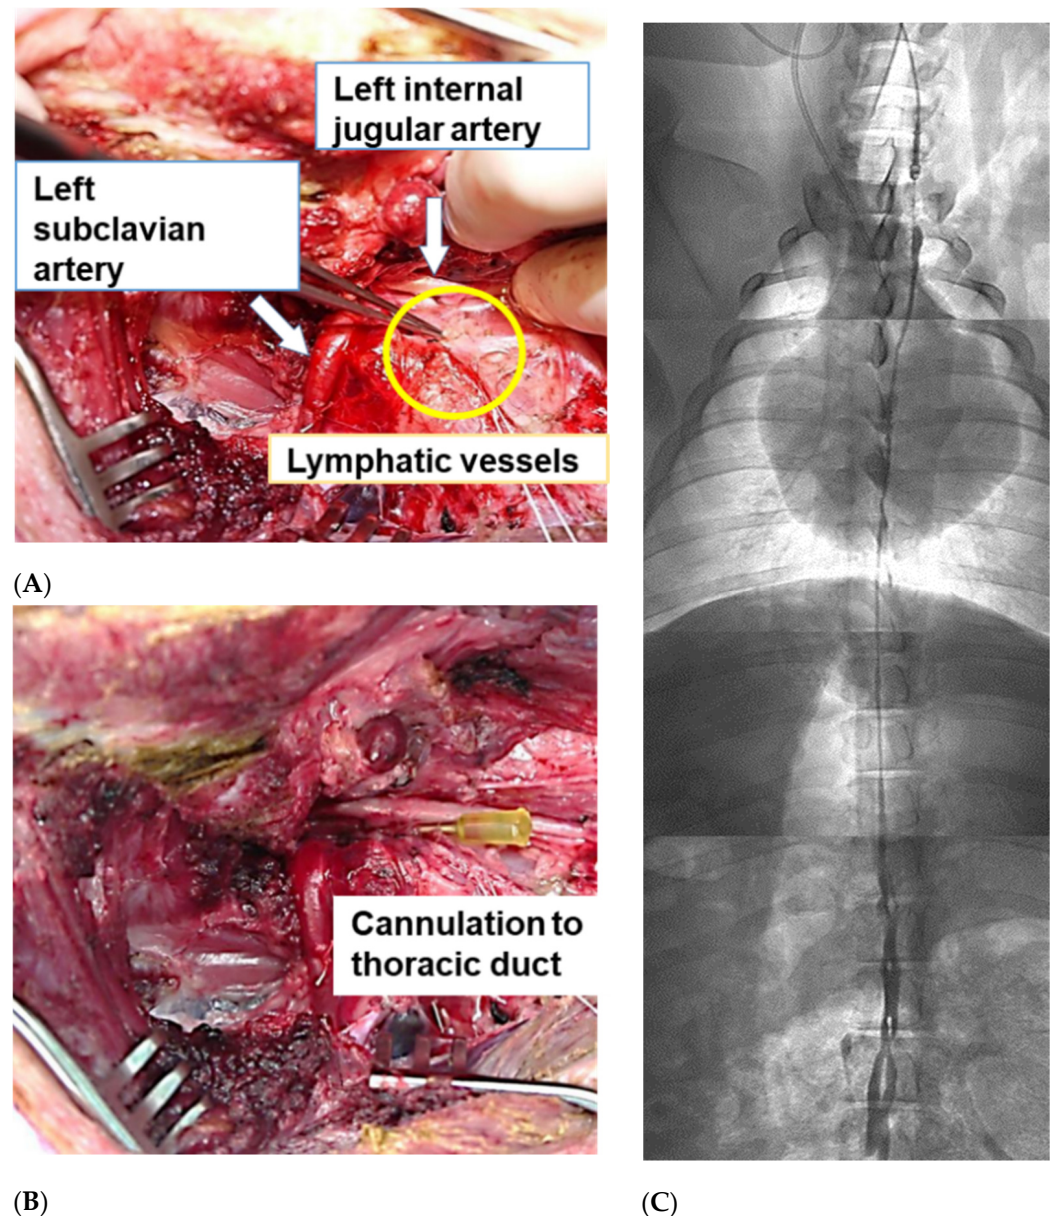 Left internal
jugular artery
Left
subclavian
artery
Lymphatic vessels
(A)
Cannulation to
thoracic duct
(B)
(C)